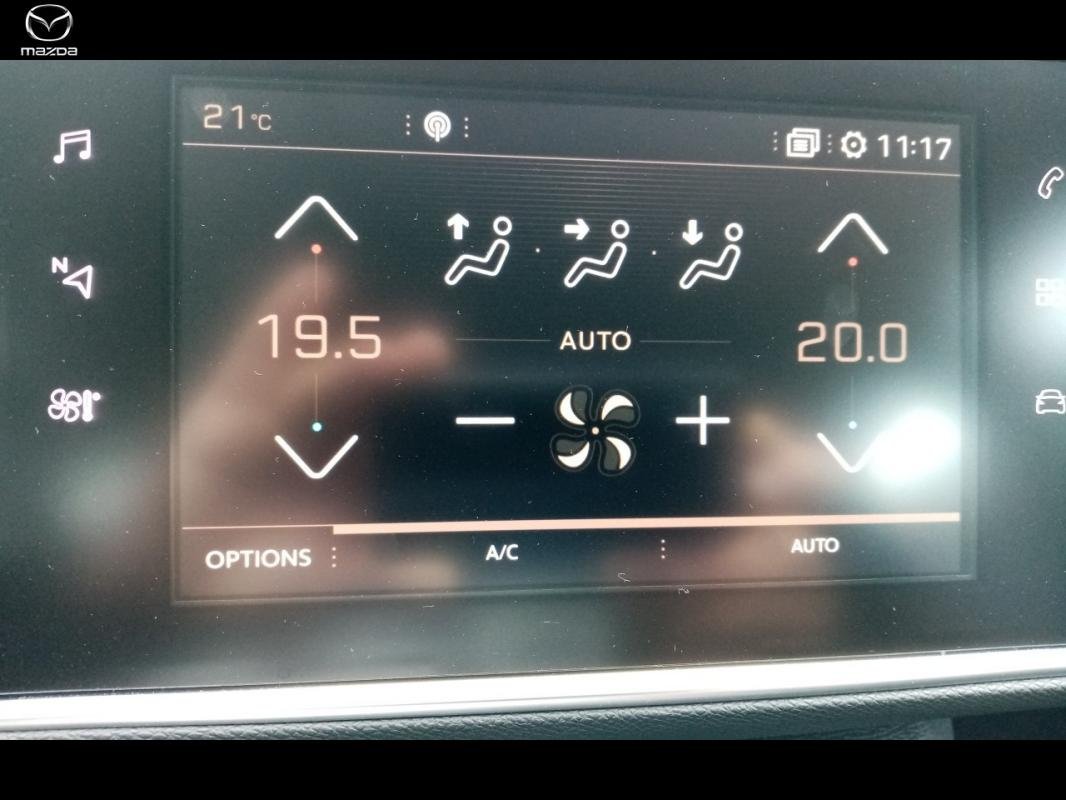 mazda
21°C
11:17
N
19.5
AUTO
20.0
OPTIONS
A/C
AUTO